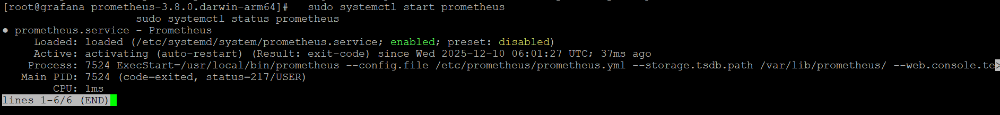 [root@grafana prometheus-3.8.0.darwin-arm64]#   sudo systemctl start prometheus
                       sudo systemctl status prometheus
● prometheus.service - Prometheus
     Loaded: loaded (/etc/systemd/system/prometheus.service; enabled; preset: disabled)
     Active: activating (auto-restart) (Result: exit-code) since Wed 2025-12-10 06:01:27 UTC; 37ms ago
    Process: 7524 ExecStart=/usr/local/bin/prometheus --config.file /etc/prometheus/prometheus.yml --storage.tsdb.path /var/lib/prometheus/ --web.console.te>
   Main PID: 7524 (code=exited, status=217/USER)
        CPU: 1ms
lines 1-6/6 (END)